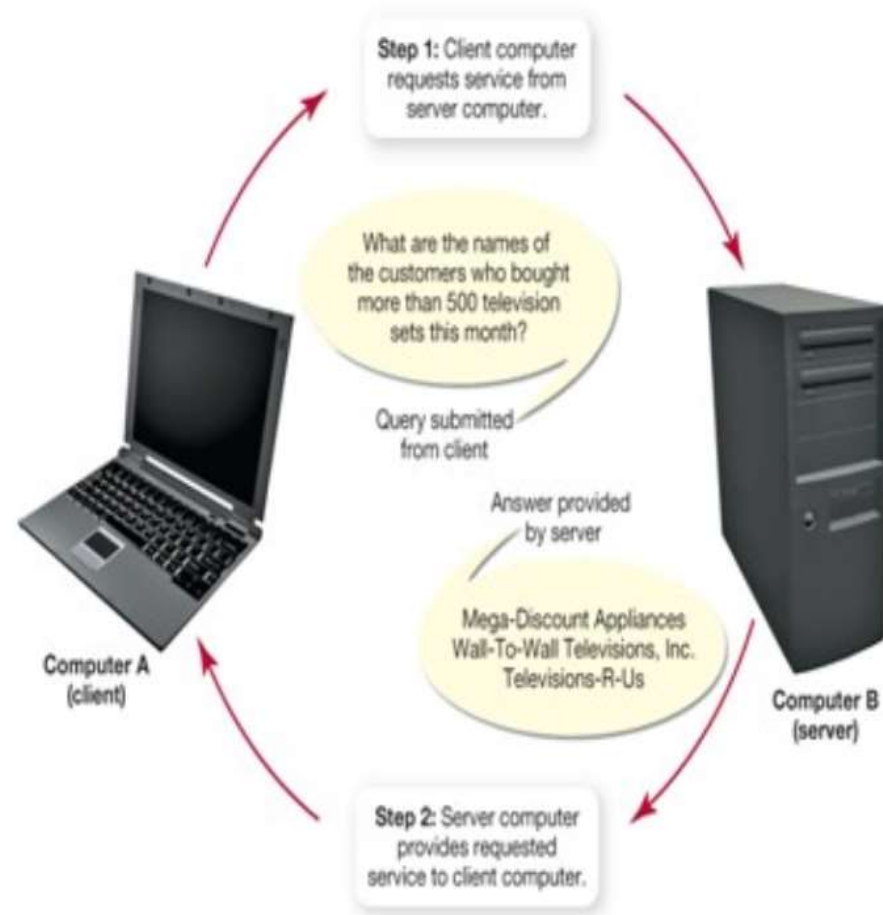 Step 1: Client computer
requests service from
server computer.
What are the names of
the customers who bought
more than 500 television
sets this month?
Query submitted
from client
Answer provided
by server
Mega-Discount Appliances
Wall-To-Wall Televisions, Inc.
Televisions-R-Us
Computer A
(client)
Computer B
(server)
Step 2: Server computer
provides requested
service to client computer.